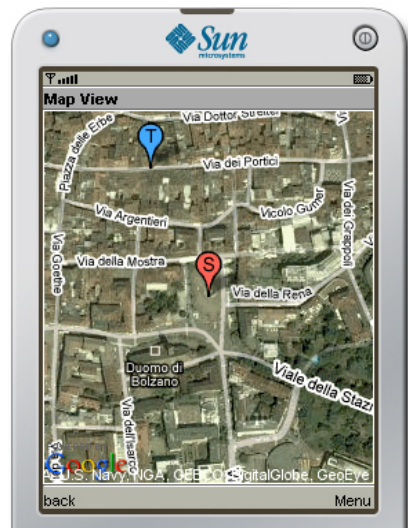 Sun
microsystems
Map View
Via Dottor Streiter
Piazza delle Erbe
T
Via dei Portici
Via Argentieri
Vicolo Gumer
Via dei Grappoli
Via Goethe
Via della Mostra
S
Via della Rena
Duomo di
Bolzano
Viale della Stazi
Via dell'Isarco
Google
U.S. Navy, NGA, GEBCO, DigitalGlobe, GeoEye
back
Menu